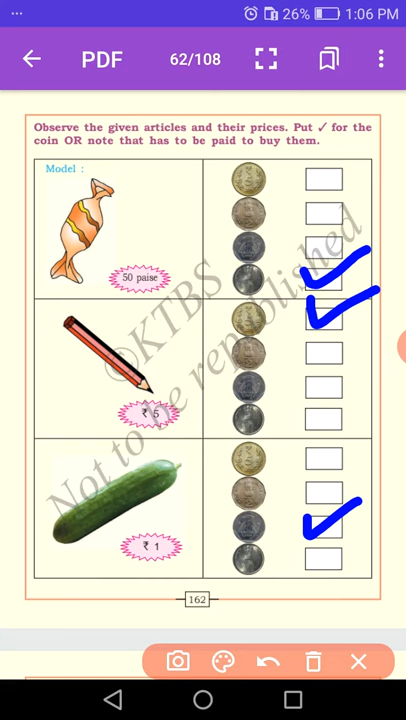 26% 1:06 PM
PDF 62/108
Observe the given articles and their prices. Put ✓ for the
coin OR note that has to be paid to buy them.
Model :
50 paise
₹ 5
₹ 1
©KTBS
Not to be republished
162